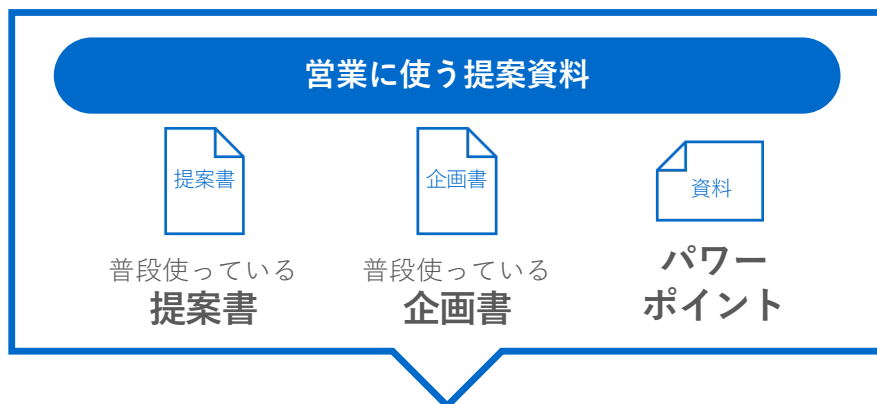 営業に使う提案資料
提案書
企画書
資料
普段使っている
提案書
普段使っている
企画書
パワー
ポイント